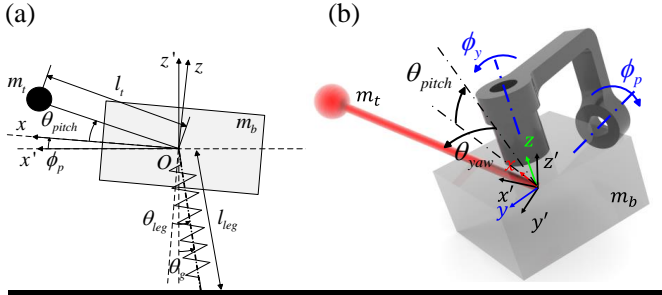 (a)
z'
z
m_t
l_t
θ_pitch
m_b
x
x'
ϕ_p
O
θ_leg
l_leg
θ_g
(b)
ϕ_y
ϕ_p
θ_pitch
m_t
θ_yaw
z
z'
x
x'
y
y'
m_b